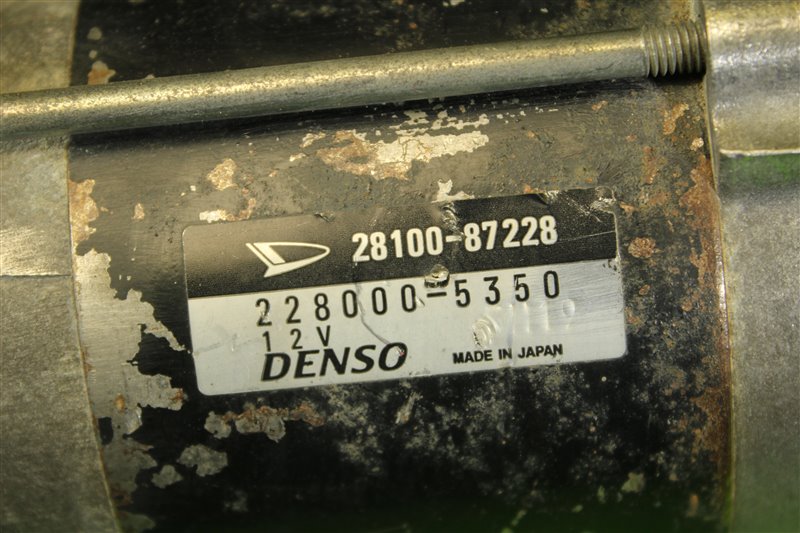 28100-87228
228000-5350
12V
DENSO MADE IN JAPAN